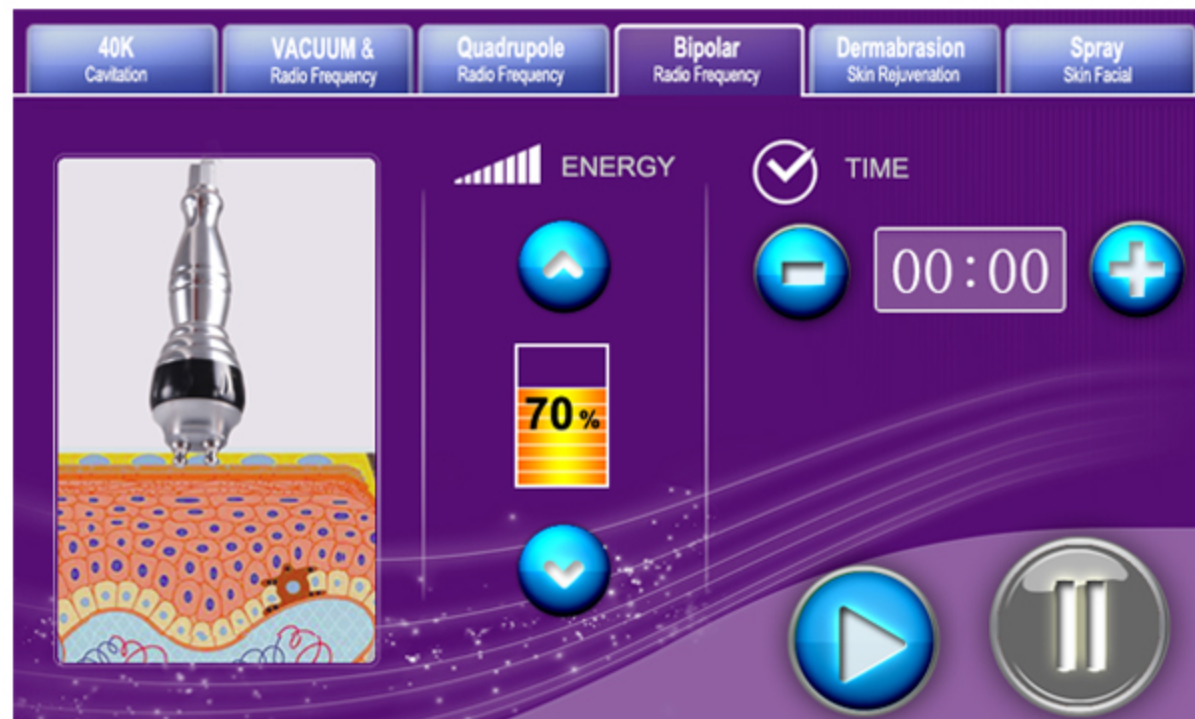 40K
Cavitation
VACUUM &
Radio Frequency
Quadrupole
Radio Frequency
Bipolar
Radio Frequency
Dermabrasion
Skin Rejuvenation
Spray
Skin Facial
ENERGY
TIME
00:00
70%